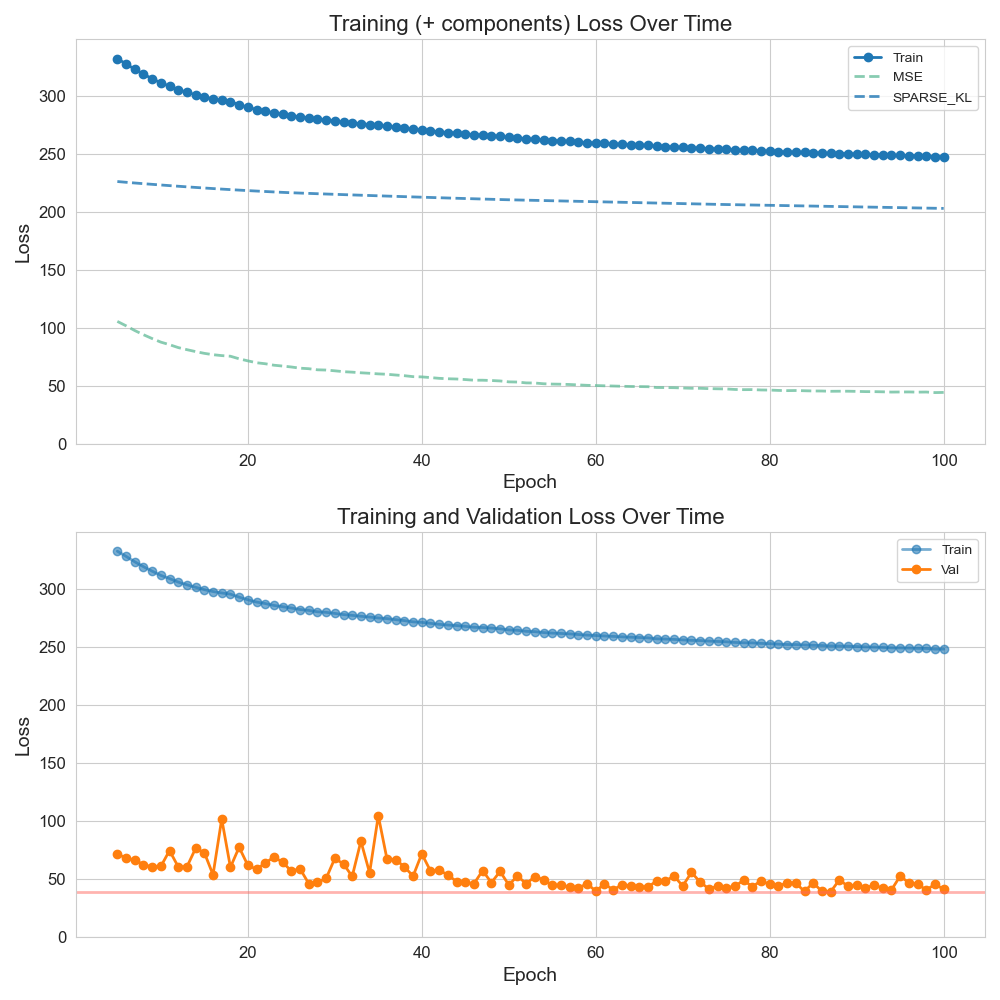 Training (+ components) Loss Over Time
Train
MSE
SPARSE_KL
Loss
300
250
200
150
100
50
0
20 40 60 80 100
Epoch
Training and Validation Loss Over Time
Train
Val
Loss
300
250
200
150
100
50
0
20 40 60 80 100
Epoch